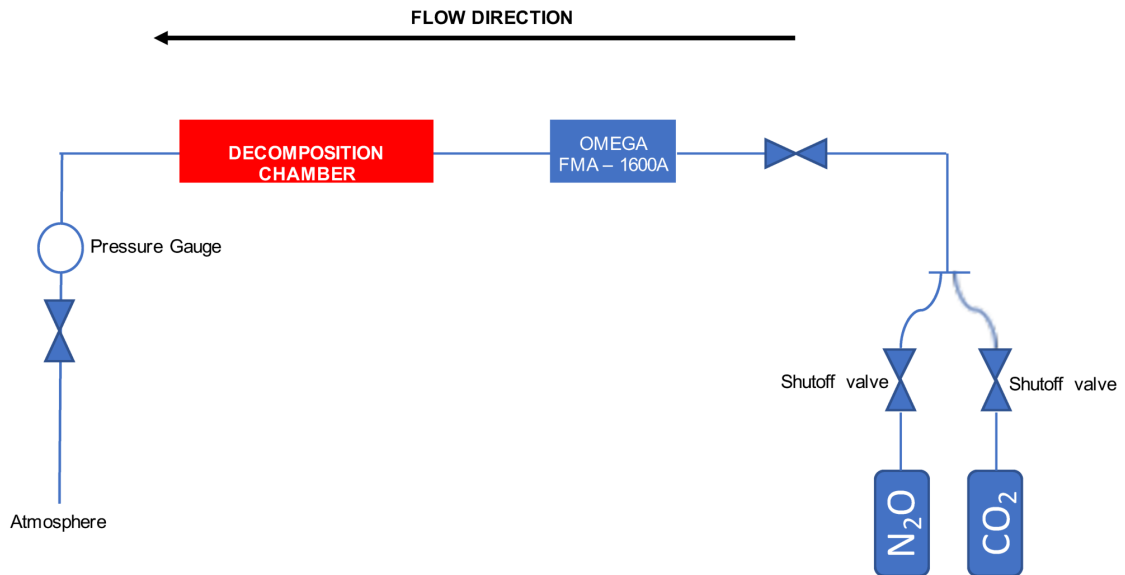 FLOW DIRECTION
DECOMPOSITION
CHAMBER
OMEGA
FMA – 1600A
Pressure Gauge
Shutoff valve
Shutoff valve
N₂O
CO₂
Atmosphere